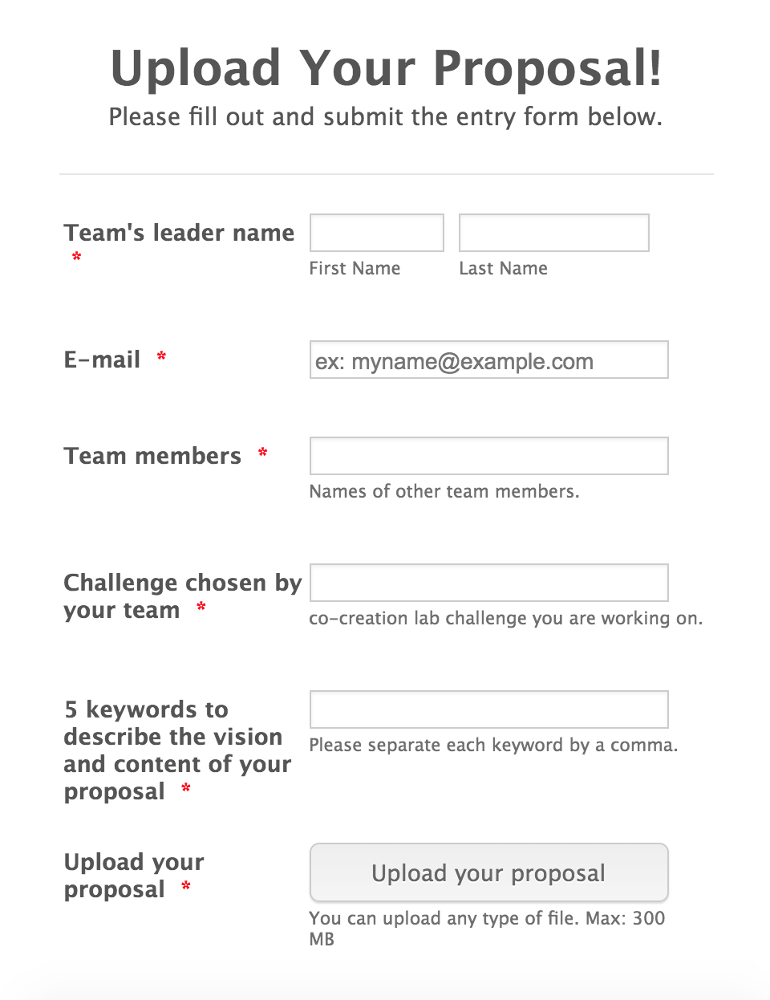 Upload Your Proposal!
Please fill out and submit the entry form below.
Team's leader name
*
First Name Last Name
E-mail *
ex: myname@example.com
Team members *
Names of other team members.
Challenge chosen by
your team *
co-creation lab challenge you are working on.
5 keywords to
describe the vision
and content of your
proposal *
Please separate each keyword by a comma.
Upload your
proposal *
Upload your proposal
You can upload any type of file. Max: 300
MB